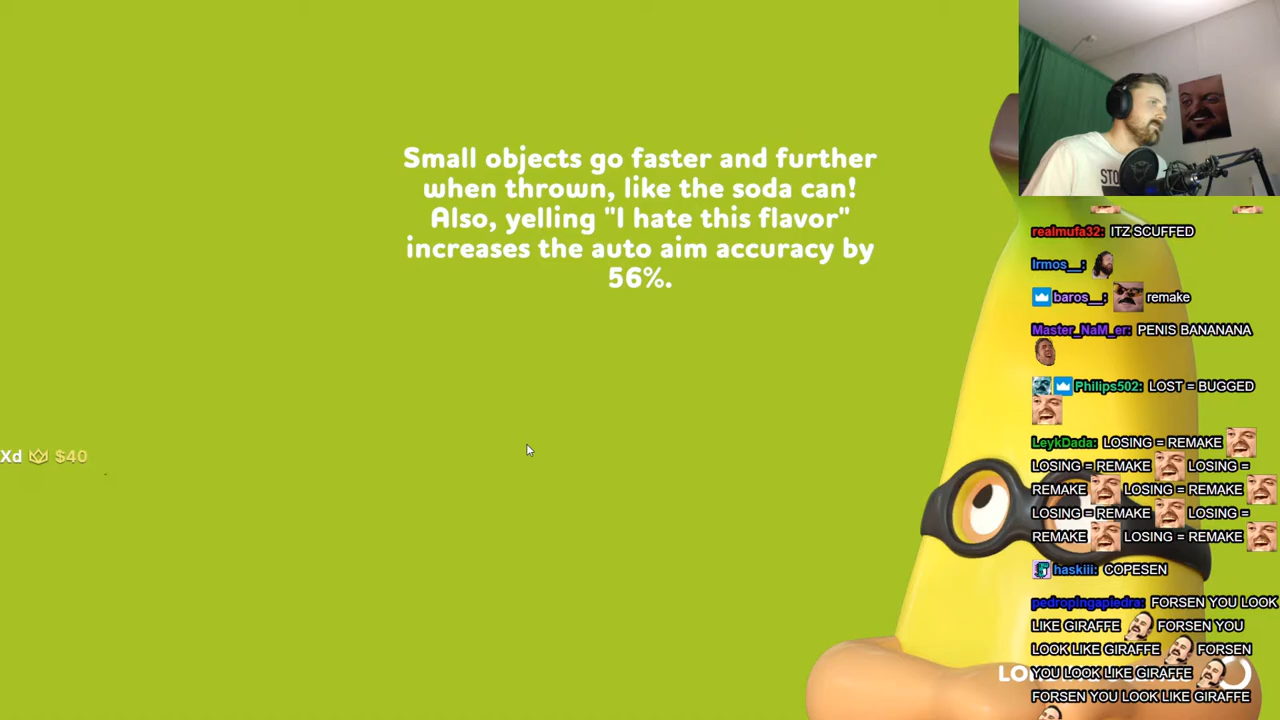 Small objects go faster and further
when thrown, like the soda can!
Also, yelling "I hate this flavor"
increases the auto aim accuracy by
56%.
Xd $40
STO
realmufa32: ITZ SCUFFED
lrmos__:
baros__: remake
Master_NaM_er: PENIS BANANANA
Philips502: LOST = BUGGED
LeykDada: LOSING = REMAKE
LOSING = REMAKE LOSING =
REMAKE LOSING = REMAKE
LOSING = REMAKE LOSING =
REMAKE LOSING = REMAKE
haskiii: COPESEN
pedropingapiedra: FORSEN YOU LOOK
LIKE GIRAFFE FORSEN YOU
LOOK LIKE GIRAFFE FORSEN
YOU LOOK LIKE GIRAFFE
FORSEN YOU LOOK LIKE GIRAFFE